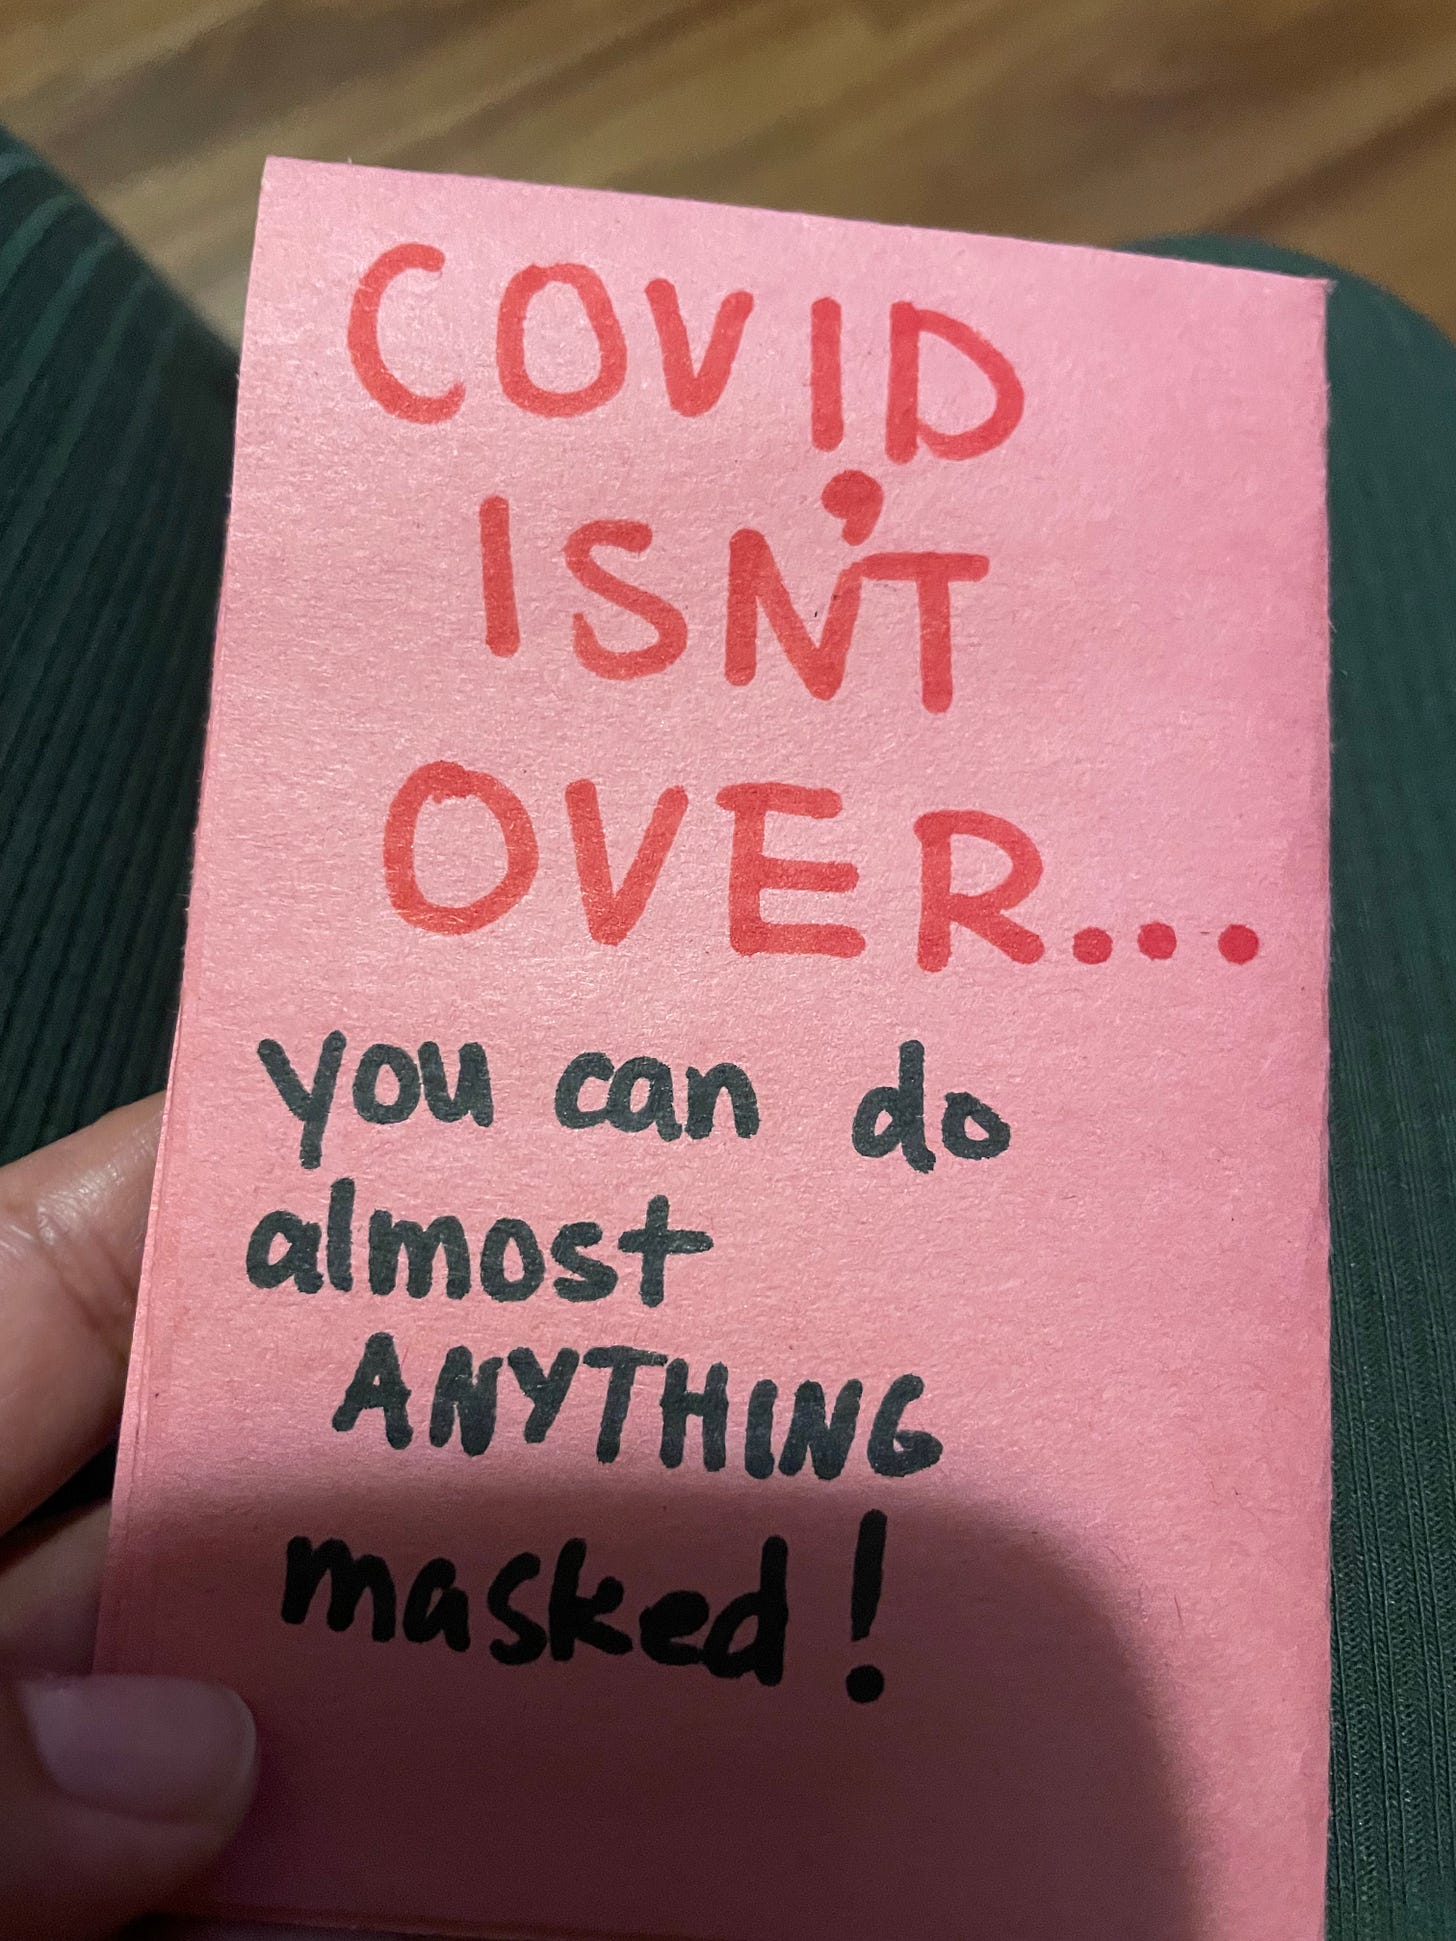 COVID
ISN'T
OVER...
you can do
almost
ANYTHING
masked!